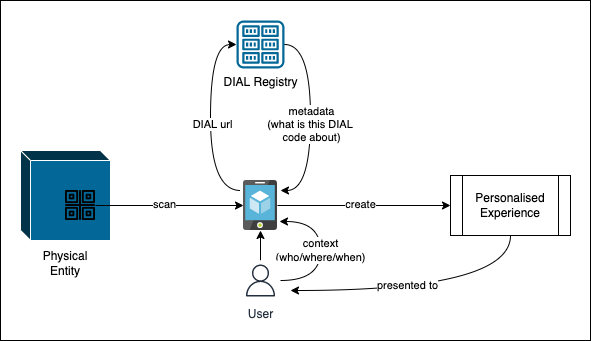 DIAL Registry
DIAL url
metadata
(what is this DIAL
code about)
scan
create
Personalised
Experience
context
(who/where/when)
Physical
Entity
presented to
User